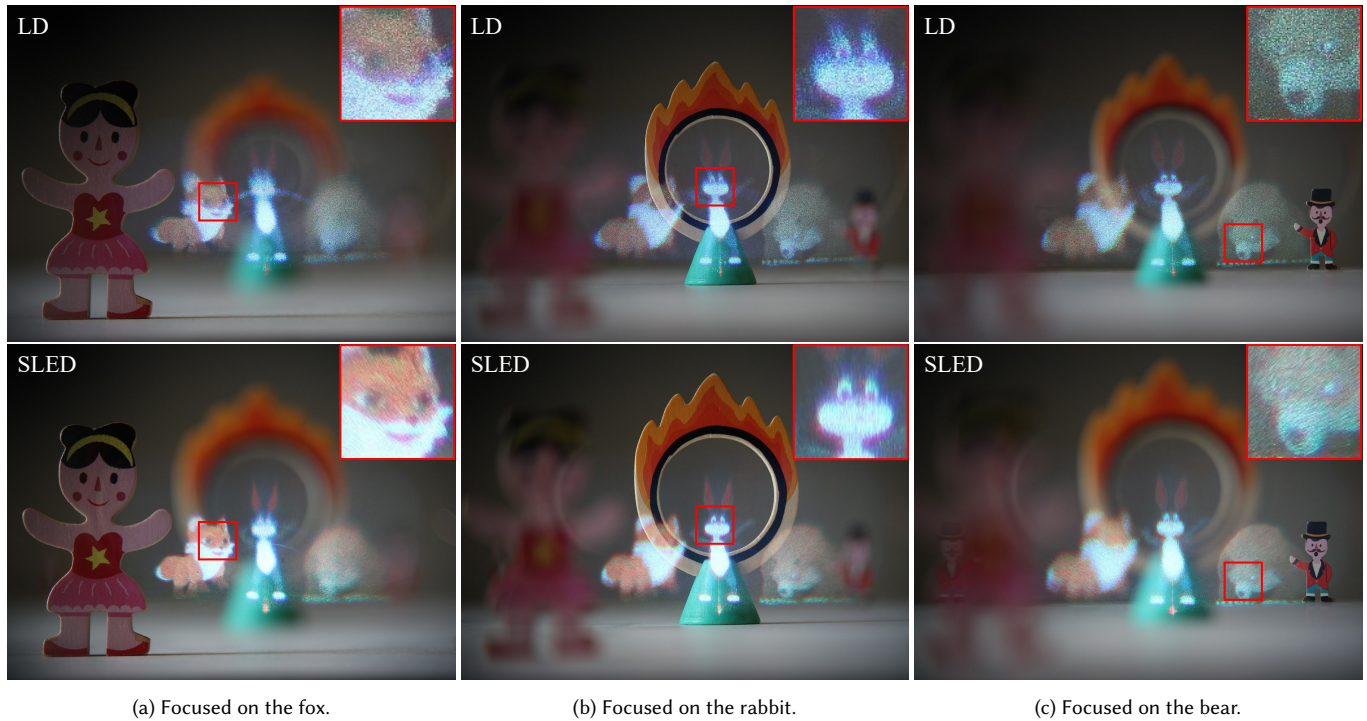 LD
LD
LD
SLED
SLED
SLED
(a) Focused on the fox.
(b) Focused on the rabbit.
(c) Focused on the bear.